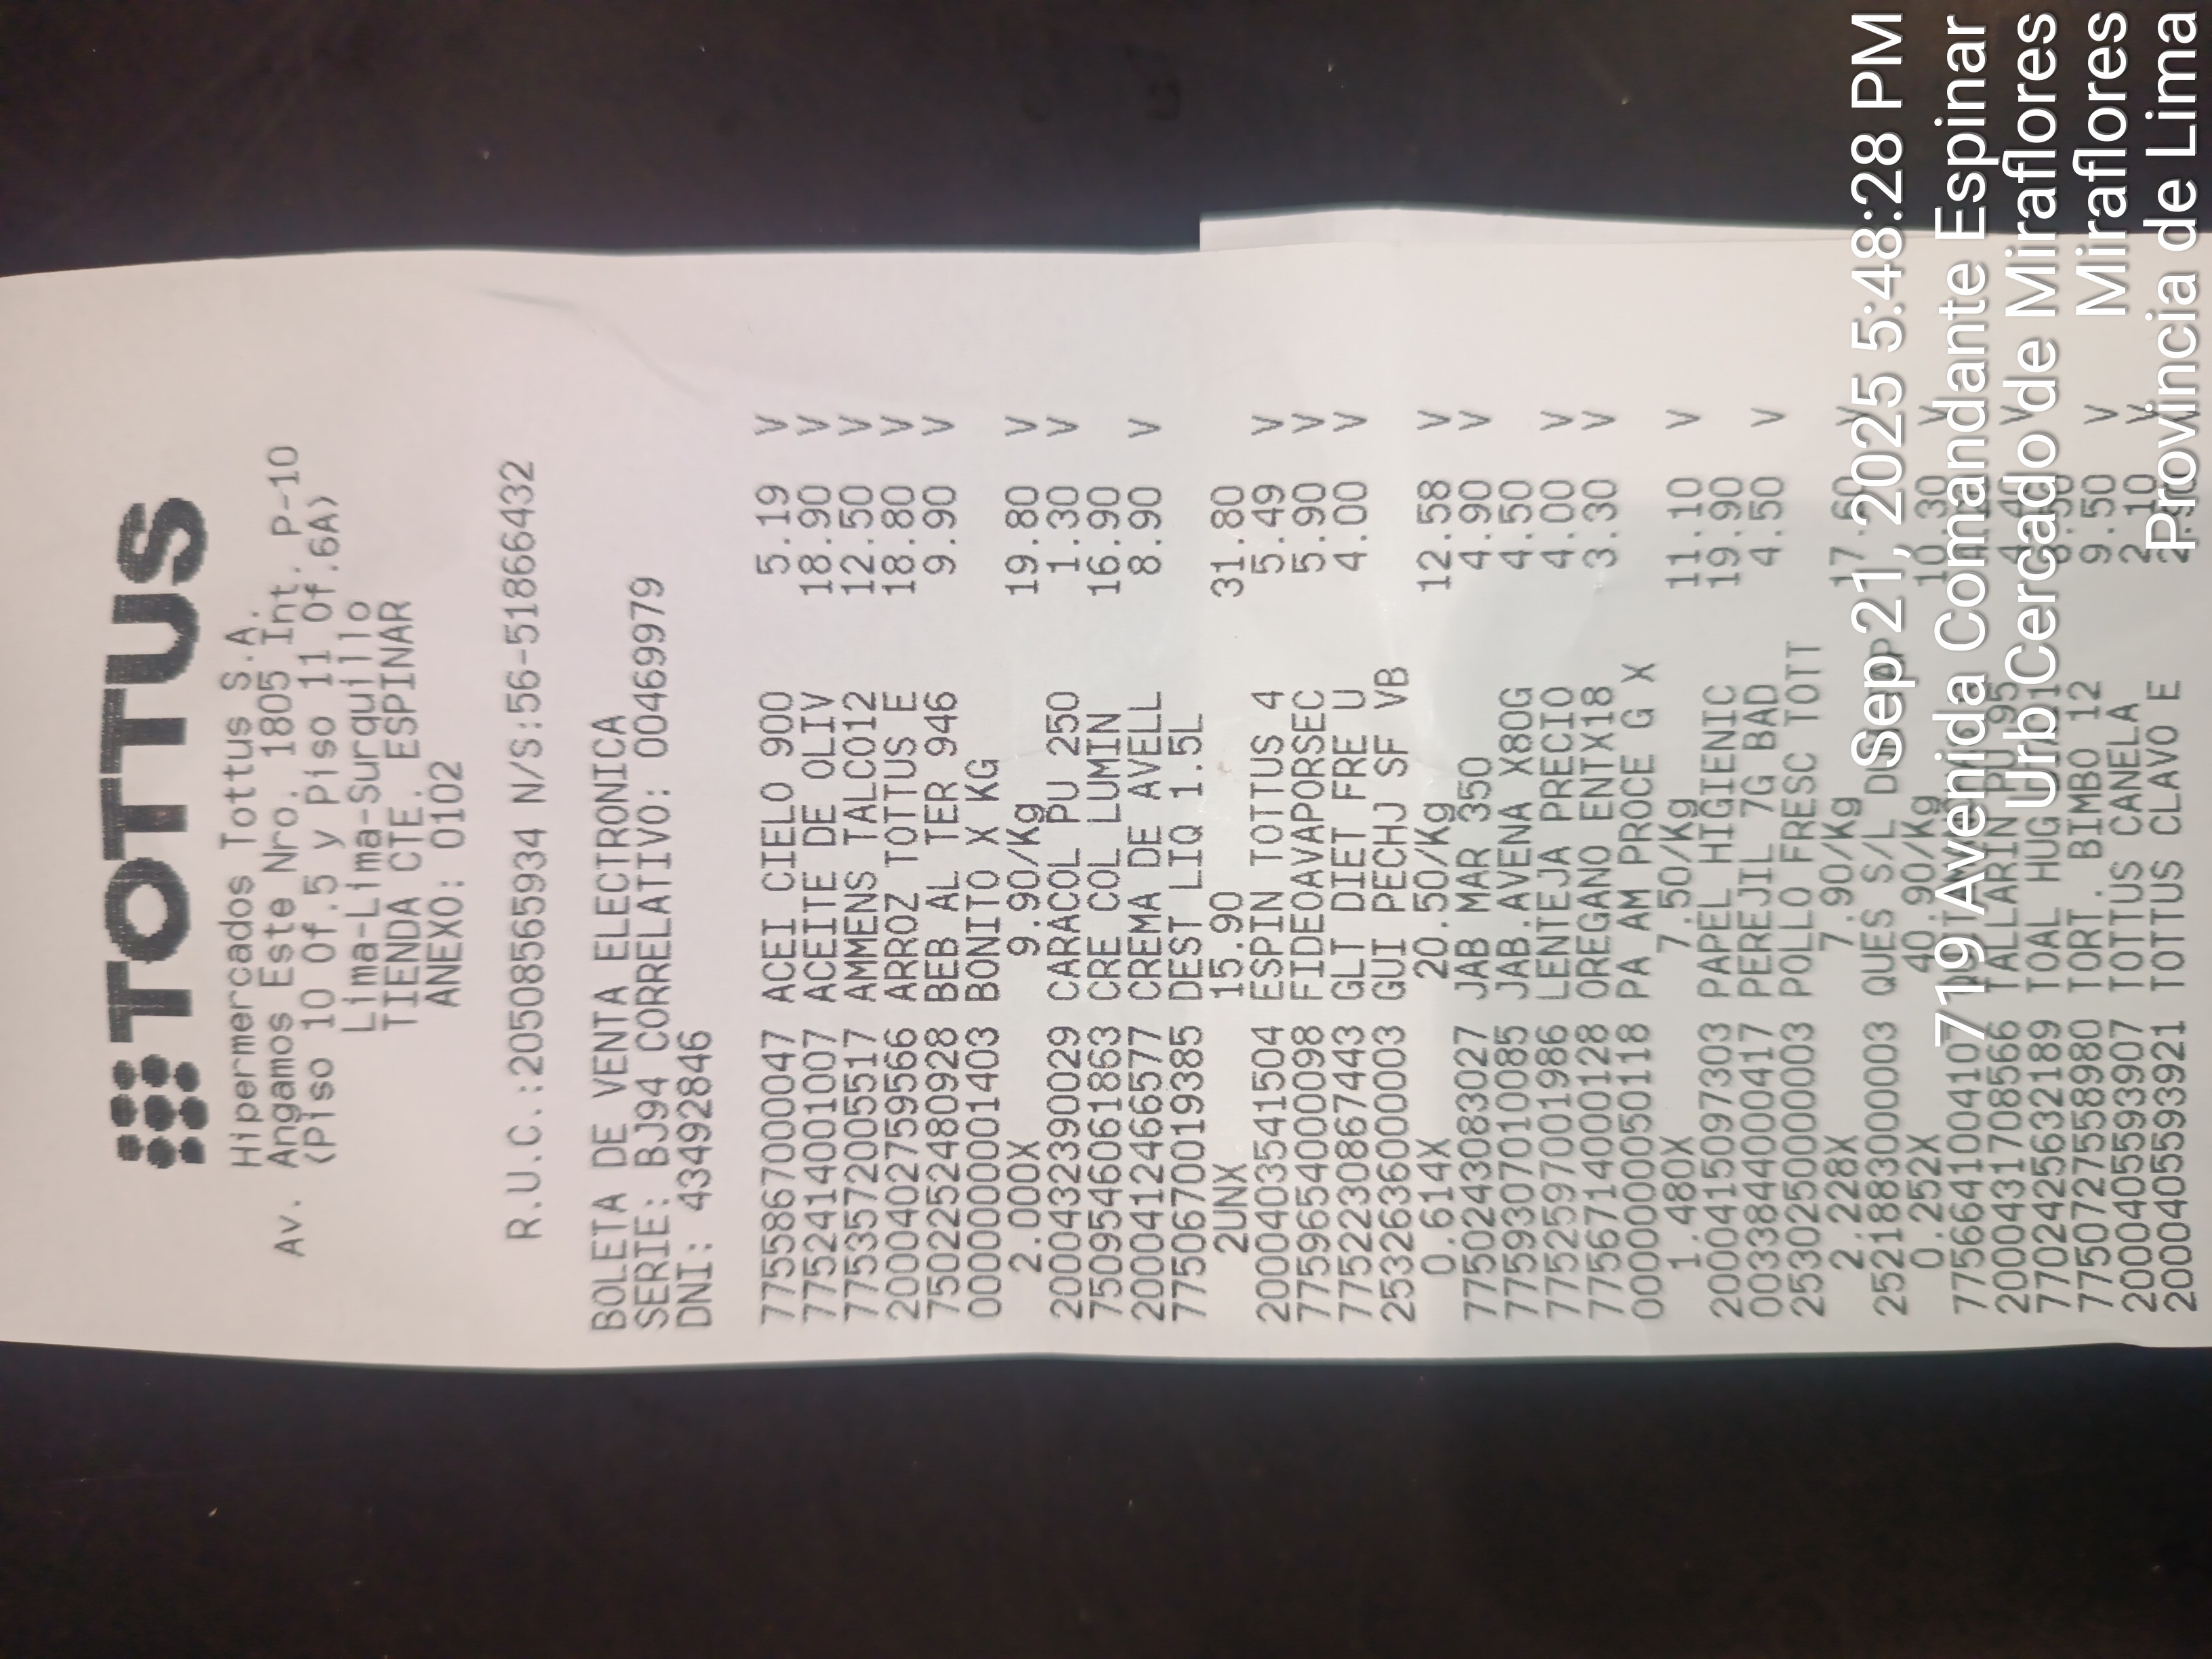 TOTTUS
Hipermercados Tottus S.A.
Av. Angamos Este Nro. 1805 Int. P-10
(Piso 10 Of.5 y Piso 11 Of.6A)
Lima-Lima-Surquillo
TIENDA CTE. ESPINAR
ANEXO: 0102
R.U.C.:20508565934 N/S:56-51866432
BOLETA DE VENTA ELECTRONICA
SERIE: BJ94 CORRELATIVO: 00469979
DNI: 43492846
7755867000047 ACEI CIELO 900 5.19 V
7752414001007 ACEITE DE OLIV 18.90 V
7753572005517 AMMENS TALCO12 12.50 V
2000402759566 ARROZ TOTTUS E 18.80 V
7502252480928 BEB AL TER 946 9.90 V
0000000001403 BONITO X KG
2.000X 9.90/Kg 19.80 V
2000432390029 CARACOL PU 250 1.30 V
7509546061863 CRE COL LUMIN 16.90
2000412466577 CREMA DE AVELL 8.90 V
7750670019385 DEST LIQ 1.5L
2UNX 15.90 31.80
2000403541504 ESPIN TOTTUS 4 5.49 V
7759654000098 FIDEOAVAPORSEC 5.90 V
7752230867443 GLT DIET FRE U 4.00 V
2532636000003 GUI PECHJ SF VB
0.614X 20.50/Kg 12.58 V
7750243083027 JAB MAR 350 4.90 V
7759307010085 JAB.AVENA X80G 4.50
7752597001986 LENTEJA PRECIO 4.00 V
7756714000128 OREGANO ENTX18 3.30 V
0000000050118 PA AM PROCE G X
1.480X 7.50/Kg 11.10 V
2000415097303 PAPEL HIGIENIC 19.90
0033844000417 PEREJIL 7G BAD 4.50 V
2530250000003 POLLO FRESC TOTT
2.228X 7.90/Kg 17.60 V
2521883000003 QUES S/L
0.252X 40.90/Kg 10.30 V
7756641004107
2000431708566 TALLARIN PU 95 4.40 V
7702425632189 TOAL HUG
7750727558980 TORT. BIMBO 12 9.50 V
2000405593907 TOTTUS CANELA 2.10 V
2000405593921 TOTTUS CLAVO E
Sep 21, 2025 5:48:28 PM
719 Avenida Comandante Espinar
Urb Cercado de Miraflores
Miraflores
Provincia de Lima